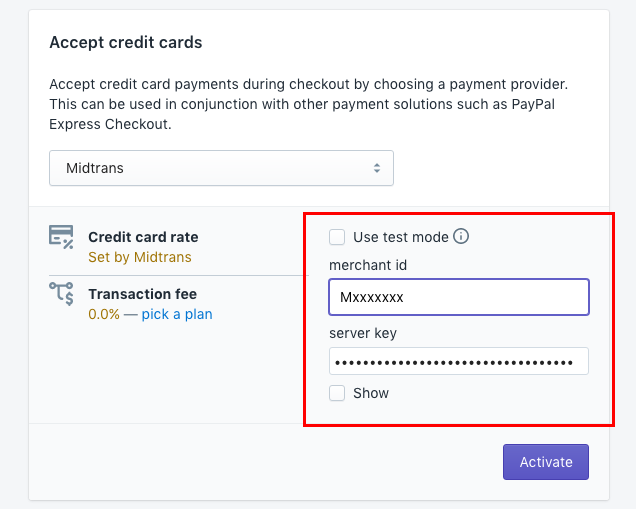 Accept credit cards
Accept credit card payments during checkout by choosing a payment provider.
This can be used in conjunction with other payment solutions such as PayPal
Express Checkout.
Midtrans
Credit card rate
Set by Midtrans
Transaction fee
0.0% — pick a plan
Use test mode
merchant id
Mxxxxxxx
server key
••••••••••••••••••••••••••••••••••
Show
Activate